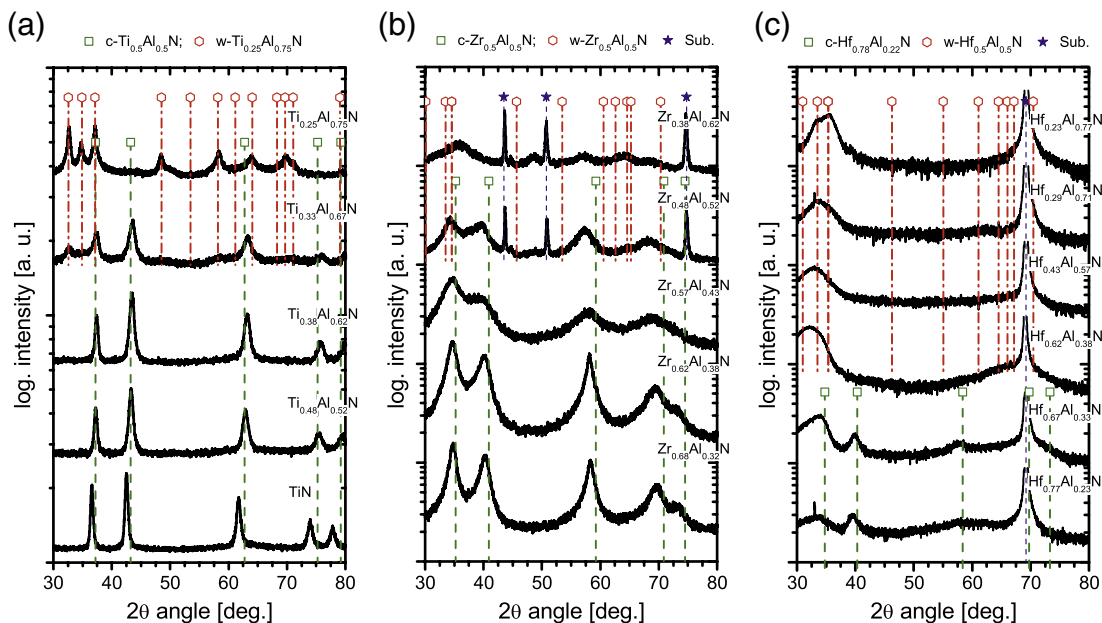 (a)
c-Ti0.5Al0.5N; w-Ti0.25Al0.75N
Ti0.25Al0.75N
Ti0.33Al0.67N
Ti0.38Al0.62N
Ti0.48Al0.52N
TiN
log. intensity [a. u.]
30 40 50 60 70 80
2θ angle [deg.]
(b)
c-Zr0.5Al0.5N; w-Zr0.5Al0.5N Sub.
Zr0.38Al0.62N
Zr0.48Al0.52N
Zr0.57Al0.43N
Zr0.62Al0.38N
Zr0.68Al0.32N
log. intensity [a. u.]
30 40 50 60 70 80
2θ angle [deg.]
(c)
c-Hf0.78Al0.22N w-Hf0.5Al0.5N Sub.
Hf0.23Al0.77N
Hf0.29Al0.71N
Hf0.43Al0.57N
Hf0.62Al0.38N
Hf0.67Al0.33N
Hf0.77Al0.23N
log. intensity [a. u.]
30 40 50 60 70 80
2θ angle [deg.]